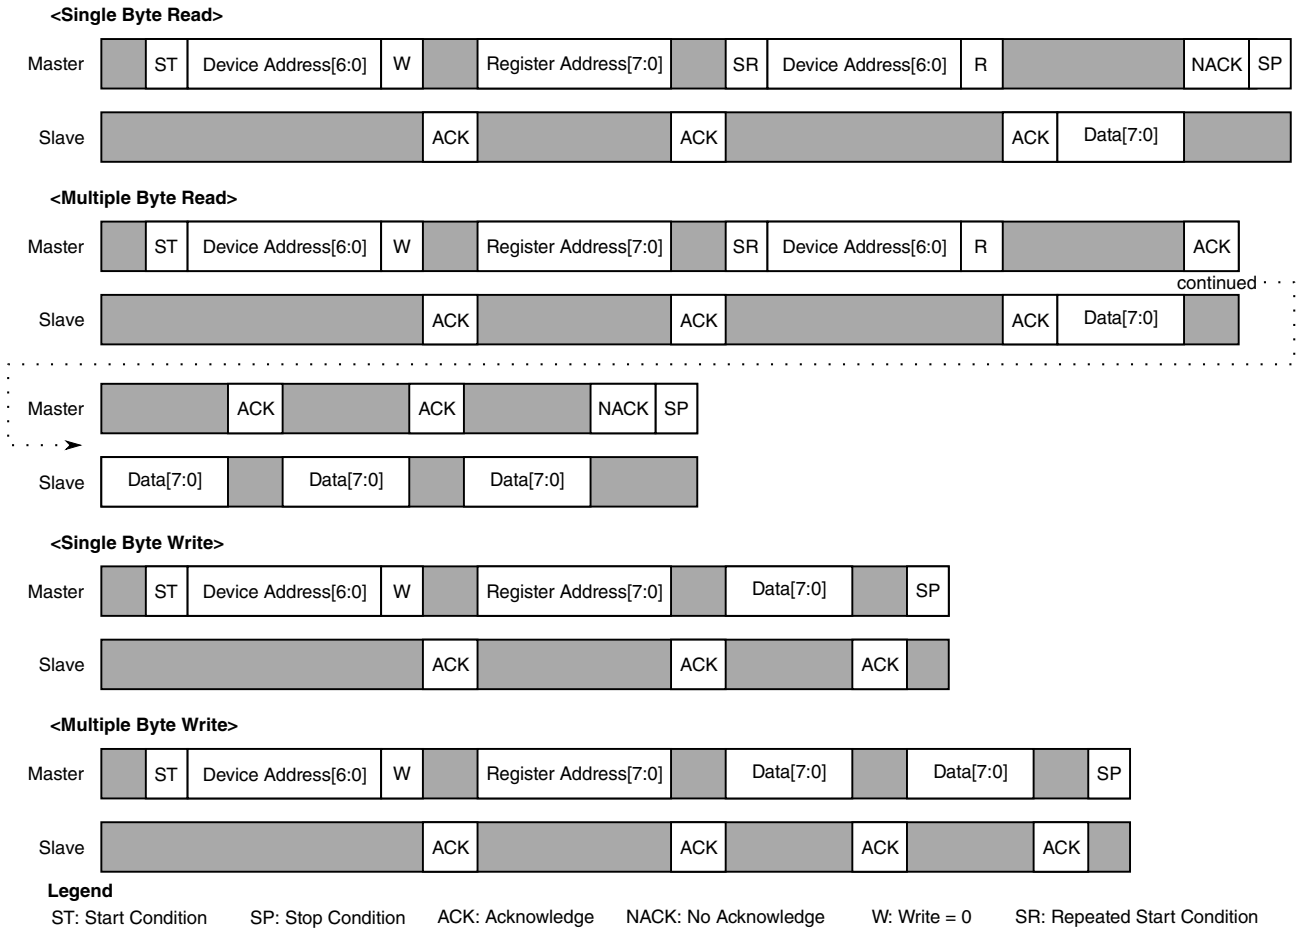 <Single Byte Read>
Master ST Device Address[6:0] W Register Address[7:0] SR Device Address[6:0] R NACK SP
Slave ACK ACK ACK Data[7:0]
<Multiple Byte Read>
Master ST Device Address[6:0] W Register Address[7:0] SR Device Address[6:0] R ACK
continued
Slave ACK ACK ACK Data[7:0]
Master ACK ACK NACK SP
Slave Data[7:0] Data[7:0] Data[7:0]
<Single Byte Write>
Master ST Device Address[6:0] W Register Address[7:0] Data[7:0] SP
Slave ACK ACK ACK
<Multiple Byte Write>
Master ST Device Address[6:0] W Register Address[7:0] Data[7:0] Data[7:0] SP
Slave ACK ACK ACK ACK
Legend
ST: Start Condition SP: Stop Condition ACK: Acknowledge NACK: No Acknowledge W: Write = 0 SR: Repeated Start Condition